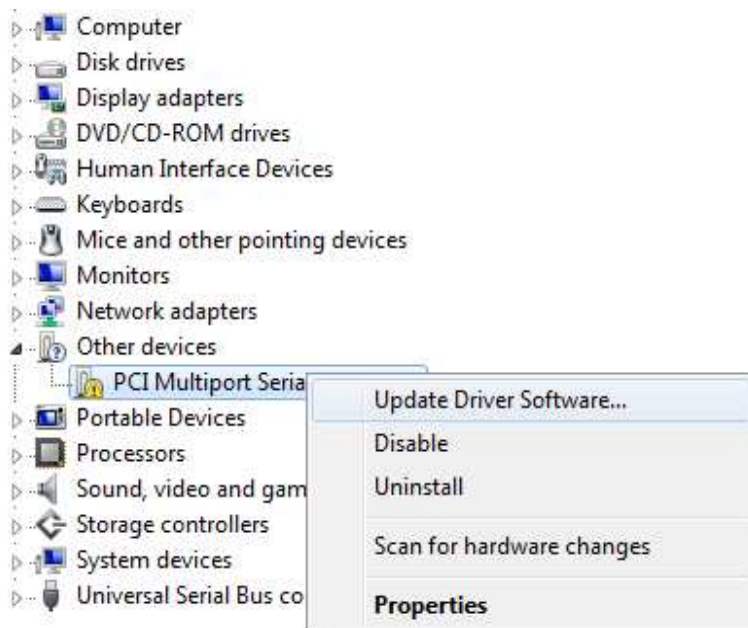 Computer
Disk drives
Display adapters
DVD/CD-ROM drives
Human Interface Devices
Keyboards
Mice and other pointing devices
Monitors
Network adapters
Other devices
PCI Multiport Seria
Portable Devices
Processors
Sound, video and gam
Storage controllers
System devices
Universal Serial Bus co
Update Driver Software...
Disable
Uninstall
Scan for hardware changes
Properties